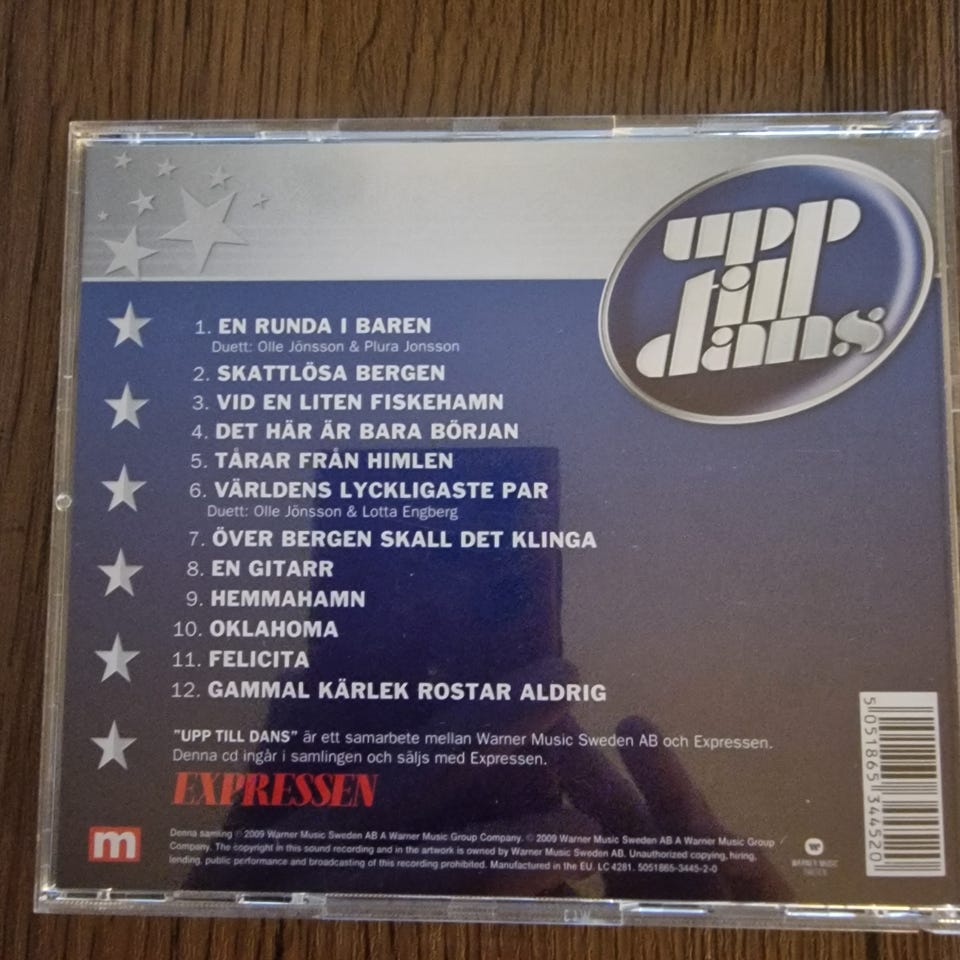 upp
till
dans
1. EN RUNDA I BAREN
Duett: Olle Jönsson & Plura Jonsson
2. SKATTLÖSA BERGEN
3. VID EN LITEN FISKEHAMN
4. DET HÄR ÄR BARA BÖRJAN
5. TÅRAR FRÅN HIMLEN
6. VÄRLDENS LYCKLIGASTE PAR
Duett: Olle Jönsson & Lotta Engberg
7. ÖVER BERGEN SKALL DET KLINGA
8. EN GITARR
9. HEMMAHAMN
10. OKLAHOMA
11. FELICITA
12. GAMMAL KÄRLEK ROSTAR ALDRIG
"UPP TILL DANS" är ett samarbete mellan Warner Music Sweden AB och Expressen.
Denna cd ingår i samlingen och säljs med Expressen.
EXPRESSEN
m
Denna samling ℗ 2009 Warner Music Sweden AB A Warner Music Group Company. © 2009 Warner Music Sweden AB A Warner Music Group
Company. The copyright in this sound recording and in the artwork is owned by Warner Music Sweden AB. Unauthorized copying, hiring,
lending, public performance and broadcasting of this recording prohibited. Manufactured in the EU. LC 4281. 5051865-3445-2-0
WARNER MUSIC
SWEDEN
5 051865 344520